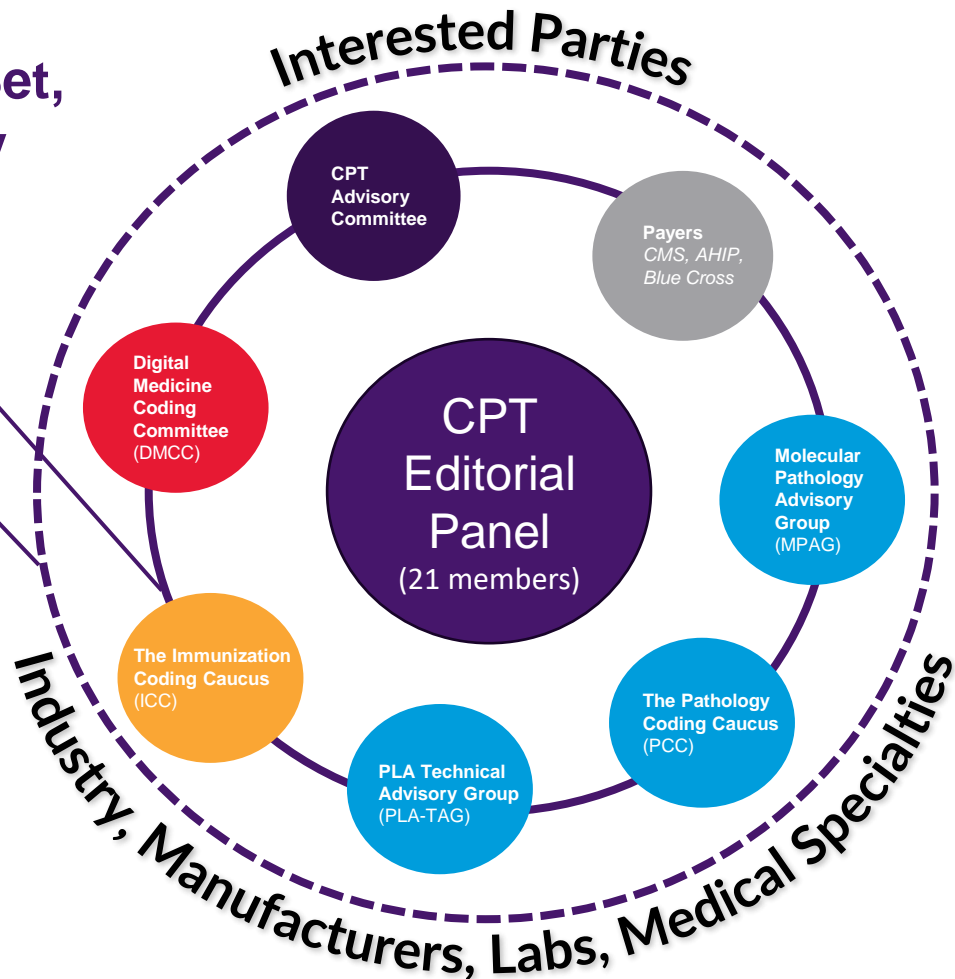 Interested Parties
CPT
Advisory
Committee
Payers
CMS, AHIP,
Blue Cross
Digital
Medicine
Coding
Committee
(DMCC)
CPT
Editorial
Panel
(21 members)
Molecular
Pathology
Advisory
Group
(MPAG)
The Immunization
Coding Caucus
(ICC)
The Pathology
Coding Caucus
(PCC)
PLA Technical
Advisory Group
(PLA-TAG)
Industry, Manufacturers, Labs, Medical Specialties